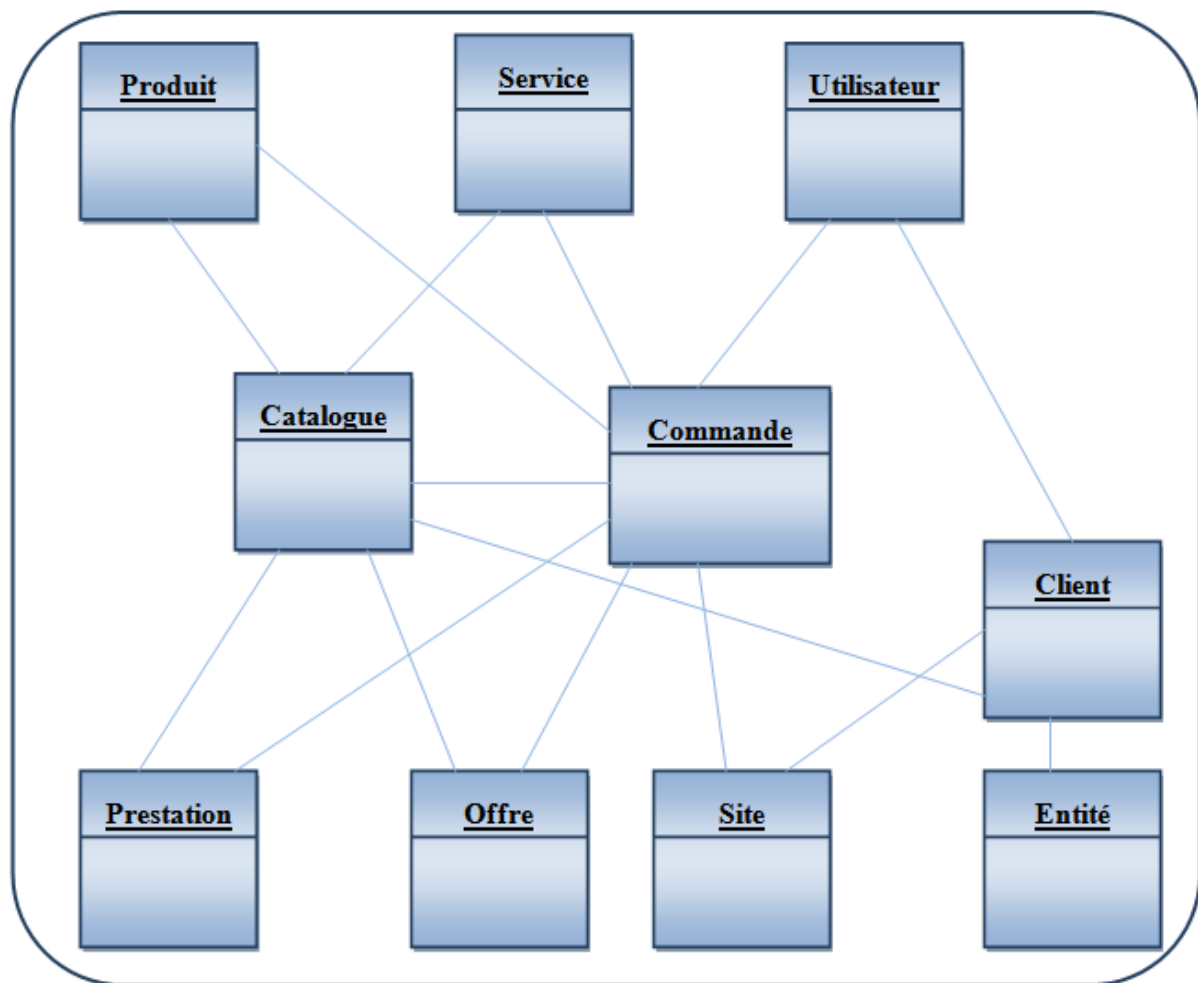 Produit
Service
Utilisateur
Catalogue
Commande
Client
Prestation
Offre
Site
Entité